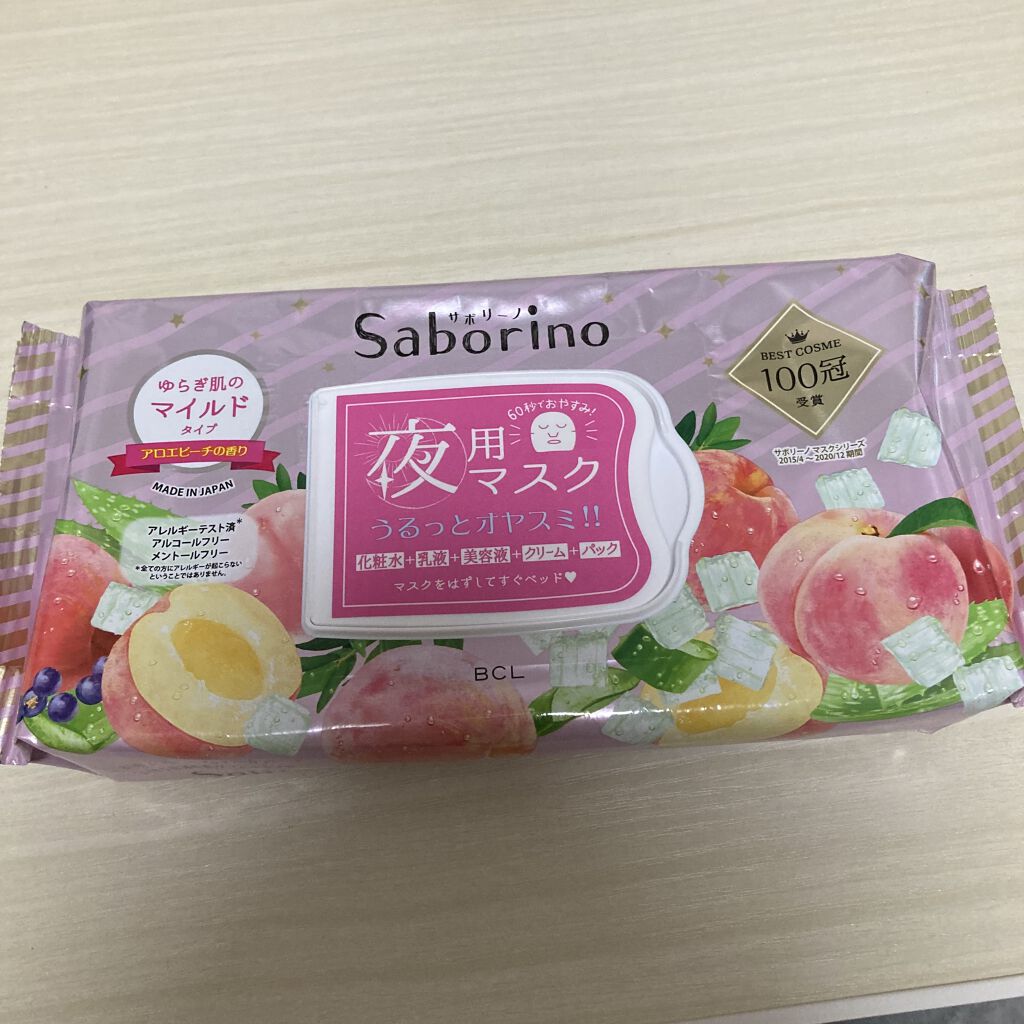 サボリーノ
Saborino
ゆらぎ肌の
マイルド
タイプ
アロエピーチの香り
MADE IN JAPAN
アレルギーテスト済*
アルコールフリー
メントールフリー
*全ての方にアレルギーが起こらない
ということではありません。
60秒でおやすみ!
夜用マスク
うるっとオヤスミ!!
化粧水+乳液+美容液+クリーム+パック
マスクをはずしてすぐベッド♥
BEST COSME
100冠
受賞
サボリーノ マスクシリーズ
2015/4～2020/12 期間
BCL